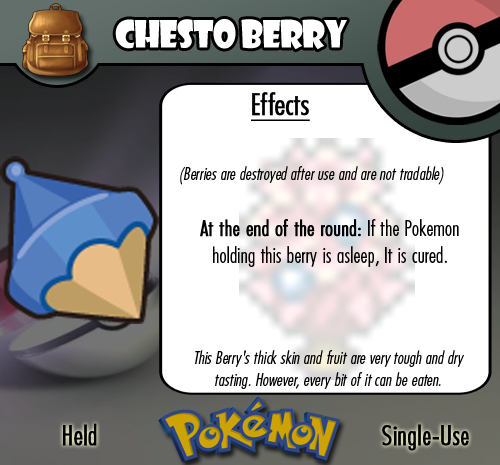 CHESTO BERRY
Effects
(Berries are destroyed after use and are not tradable)
At the end of the round: If the Pokemon
holding this berry is asleep, It is cured.
This Berry's thick skin and fruit are very tough and dry
tasting. However, every bit of it can be eaten.
Held
POKéMON
Single-Use